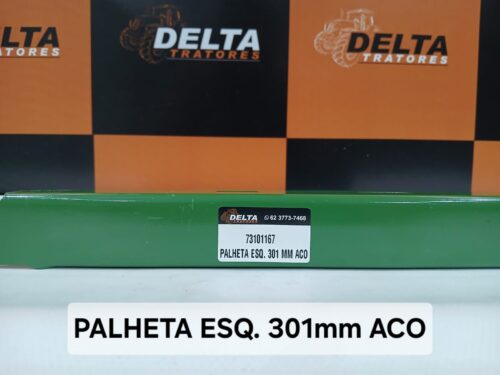 DELTA
TRATORES
DELTA
TRATORES
DELTA
TRATORES
62 3773-7468
73101167
PALHETA ESQ. 301 MM ACO
PALHETA ESQ. 301mm ACO